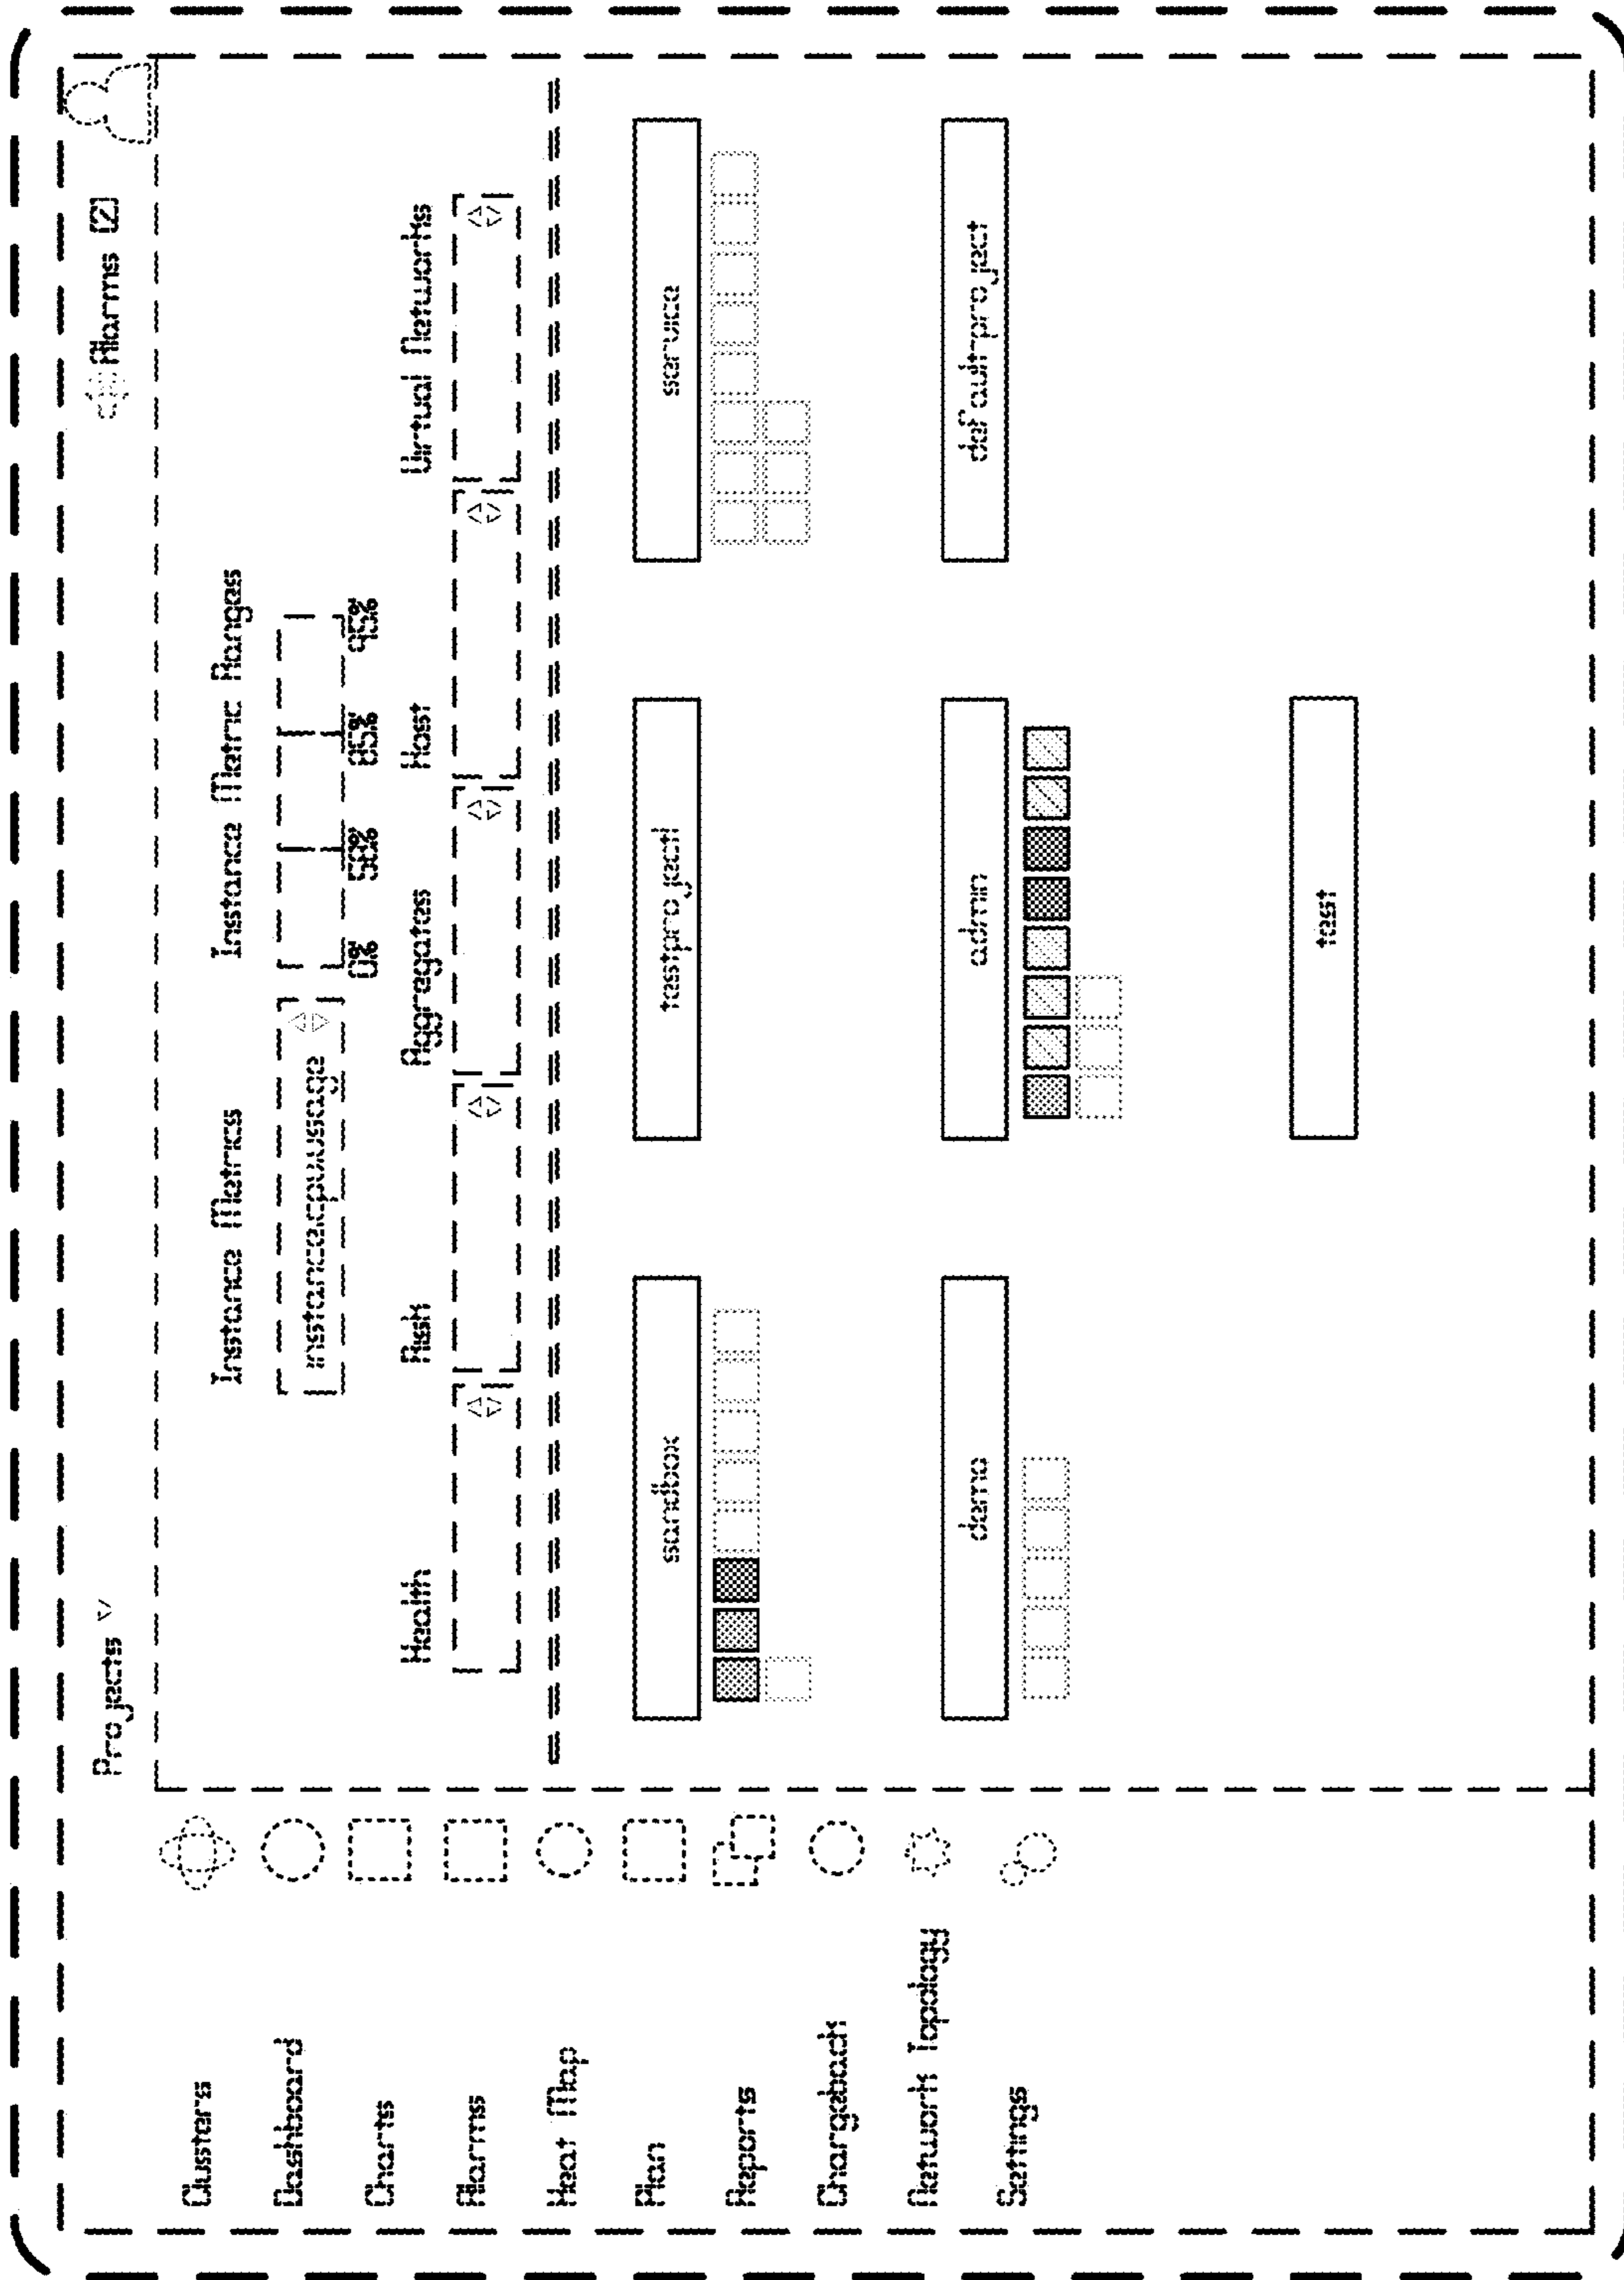 Projects
Alarms [2]
Clusters
Dashboard
Charts
Alarms
Heat Map
Plan
Reports
Chargeback
Network Topology
Settings
Instance Metrics
Instance Metric Ranges
instancecpuusage
0% 50% 85% 95%
Health Risk Aggregates Host Virtual Networks
sandbox testproject1 service
demo admin defaultproject
test